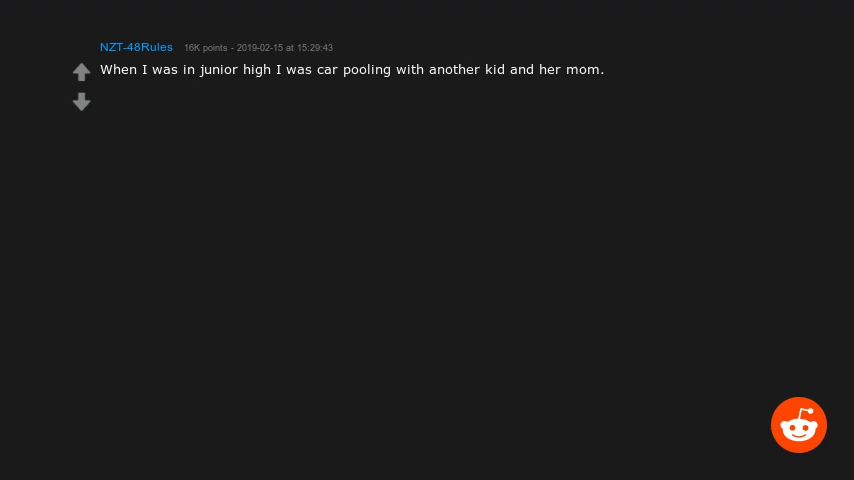 NZT-48Rules 16K points - 2019-02-15 at 15:29:43
When I was in junior high I was car pooling with another kid and her mom.